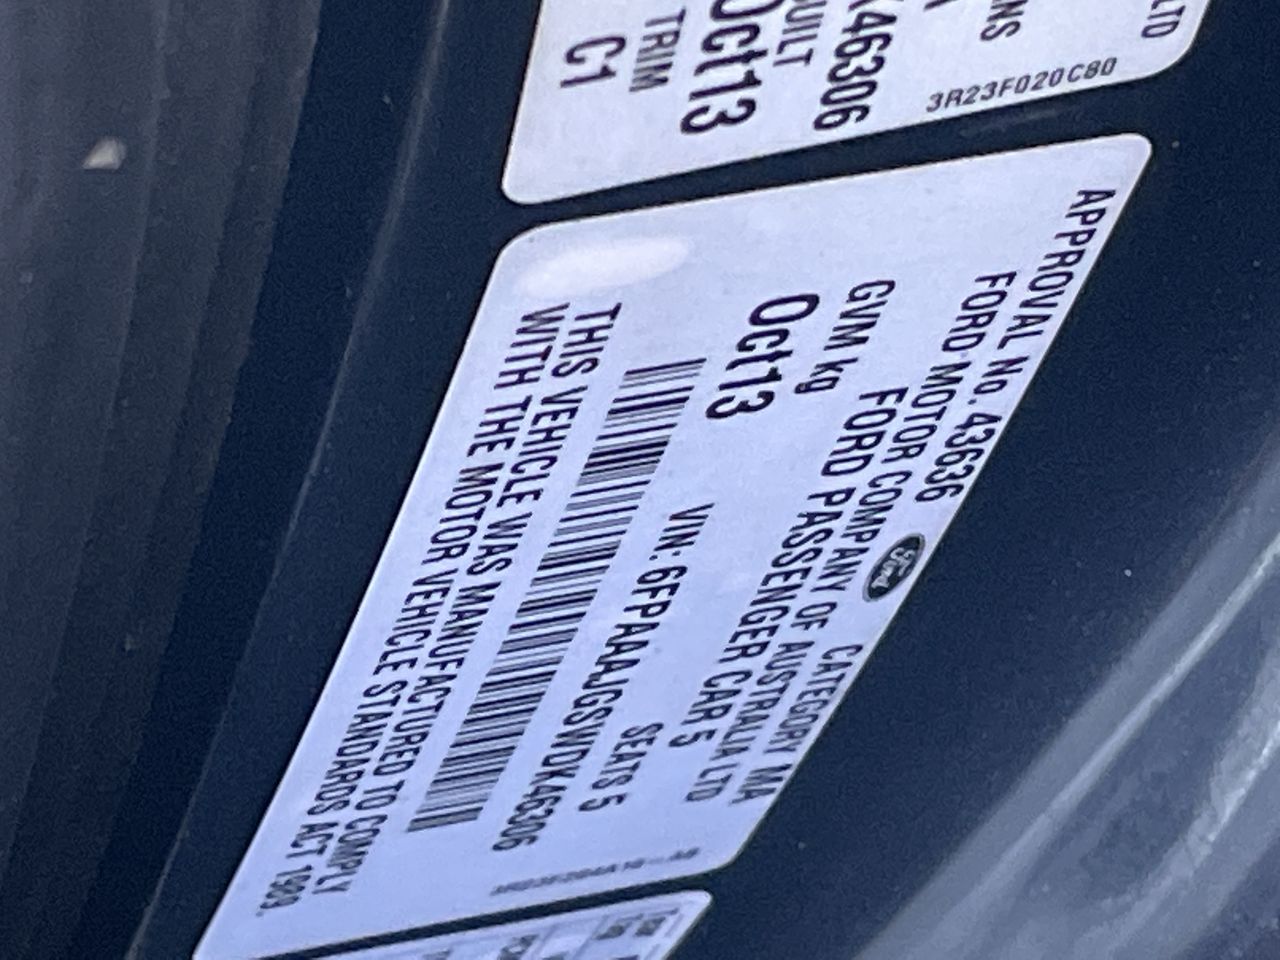 LTD
NS
K46306
UILT
Oct13
TRIM
C1
3R23F020C80
APPROVAL No. 43636
Ford
CATEGORY MA
FORD MOTOR COMPANY OF AUSTRALIA LTD
FORD PASSENGER CAR 5
GVM kg
SEATS 5
Oct13
VIN: 6FPAAAJGSWDK46306
THIS VEHICLE WAS MANUFACTURED TO COMPLY
WITH THE MOTOR VEHICLE STANDARDS ACT 1989.